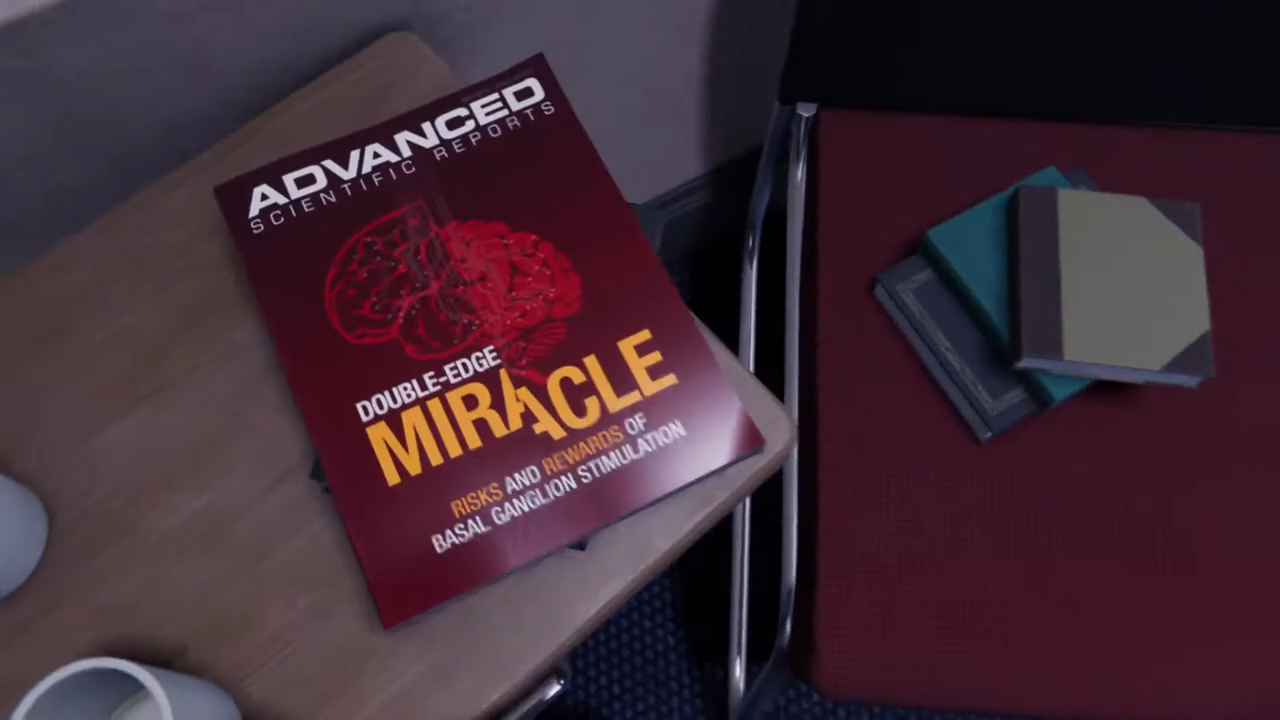 ADVANCED
SCIENTIFIC REPORTS
DOUBLE-EDGE
MIRACLE
RISKS AND REWARDS OF
BASAL GANGLION STIMULATION